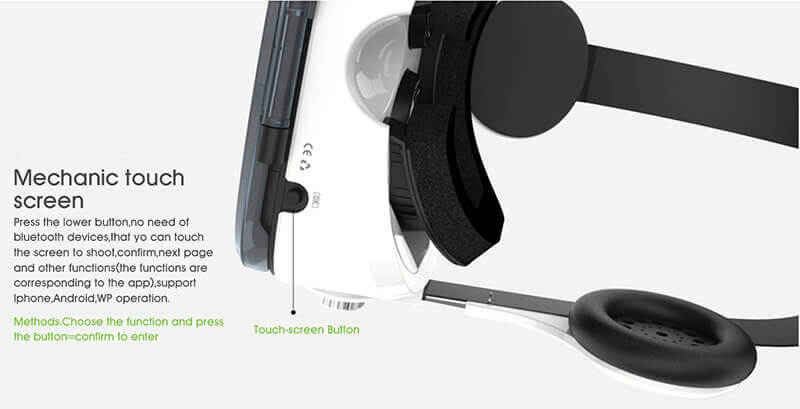 Mechanic touch
screen
Press the lower button,no need of
bluetooth devices,that yo can touch
the screen to shoot,confirm,next page
and other functions(the functions are
corresponding to the app),support
Iphone,Android,WP operation.
Methods.Choose the function and press
the button=confirm to enter
Touch-screen Button
CE
OK